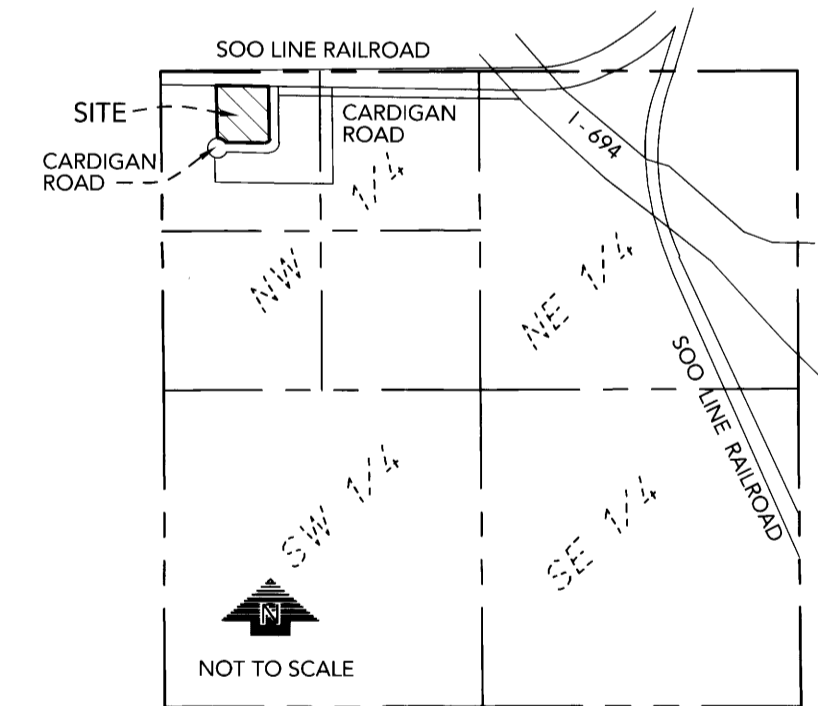 SOO LINE RAILROAD
SITE
CARDIGAN
ROAD
CARDIGAN
ROAD
I-694
NW 1/4
NE 1/4
SOO LINE RAILROAD
SW 1/4
SE 1/4
N
NOT TO SCALE